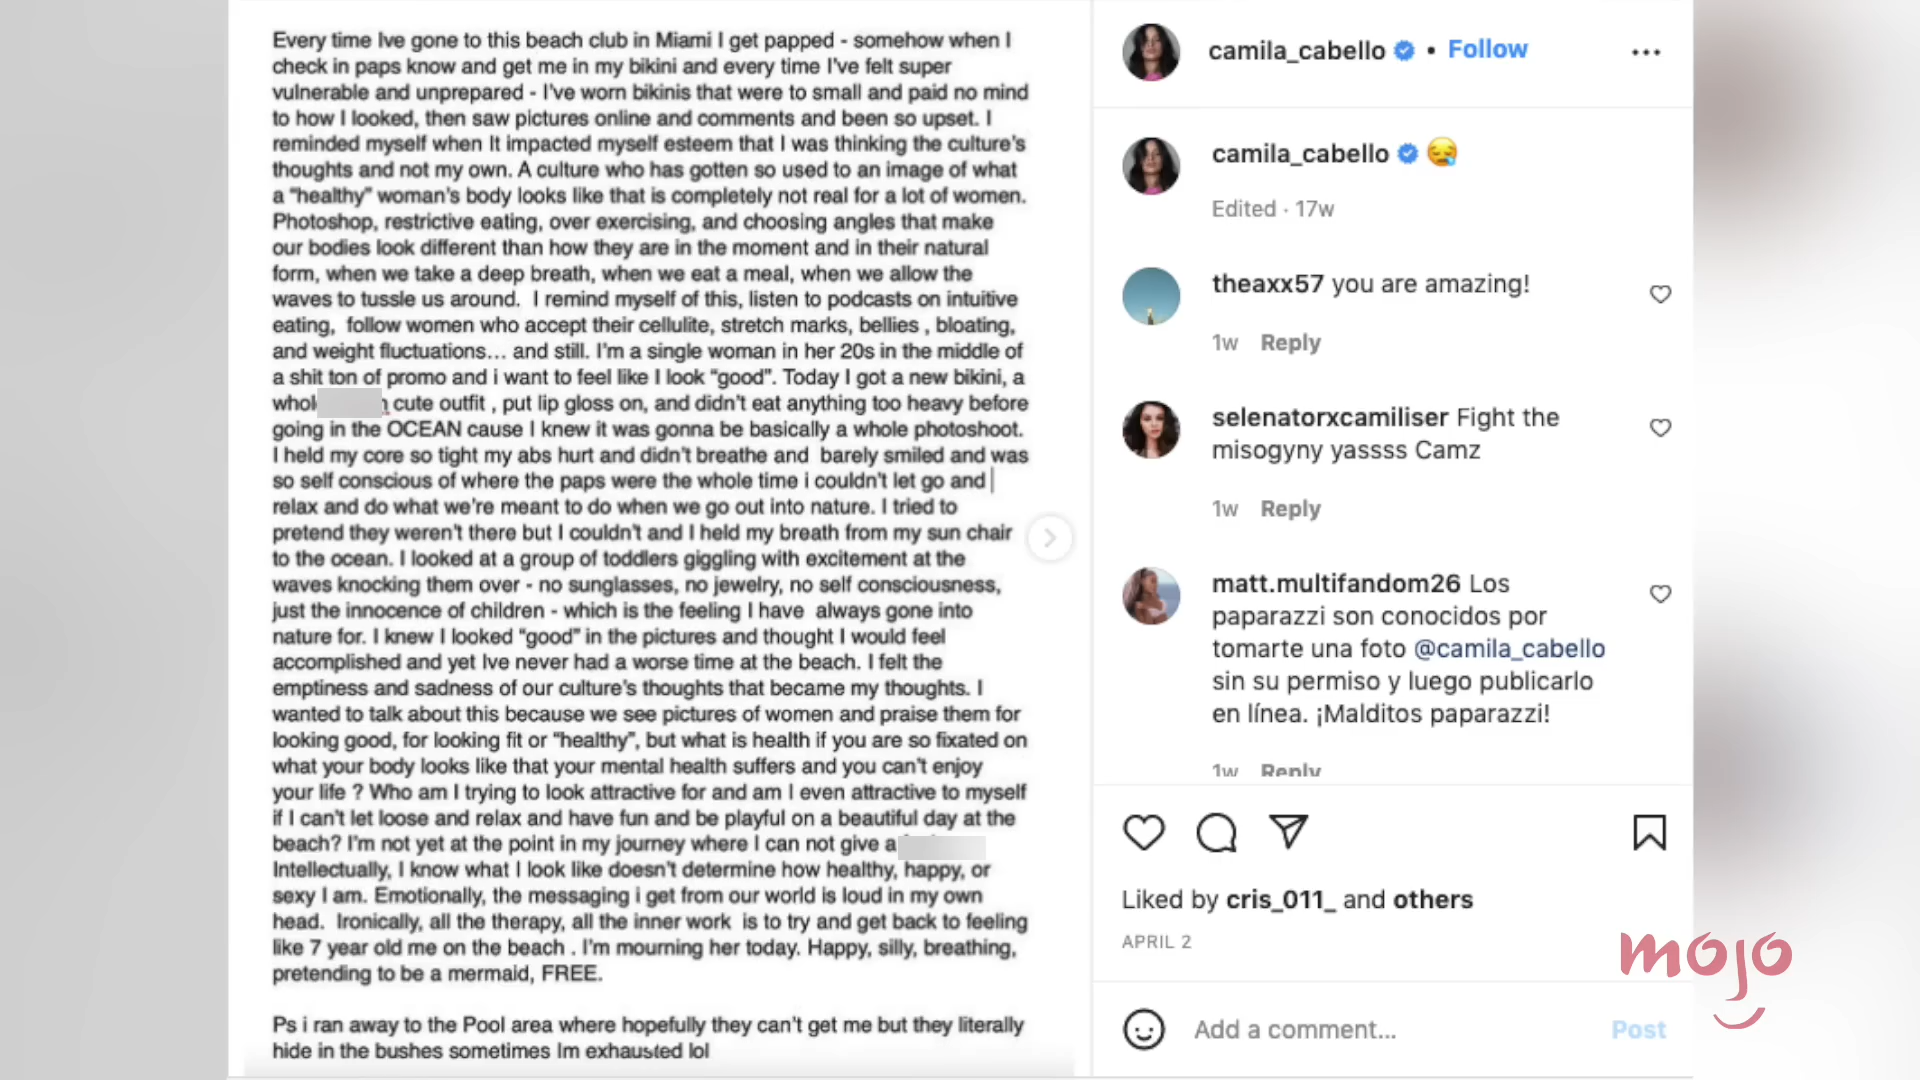 Every time Ive gone to this beach club in Miami I get papped - somehow when I
check in paps know and get me in my bikini and every time I've felt super
vulnerable and unprepared - I've worn bikinis that were to small and paid no mind
to how I looked, then saw pictures online and comments and been so upset. I
reminded myself when It impacted myself esteem that I was thinking the culture's
thoughts and not my own. A culture who has gotten so used to an image of what
a “healthy” woman's body looks like that is completely not real for a lot of women.
Photoshop, restrictive eating, over exercising, and choosing angles that make
our bodies look different than how they are in the moment and in their natural
form, when we take a deep breath, when we eat a meal, when we allow the
waves to tussle us around.  I remind myself of this, listen to podcasts on intuitive
eating,  follow women who accept their cellulite, stretch marks, bellies , bloating,
and weight fluctuations... and still. I'm a single woman in her 20s in the middle of
a shit ton of promo and i want to feel like I look “good”. Today I got a new bikini, a
cute outfit , put lip gloss on, and didn't eat anything too heavy before
going in the OCEAN cause I knew it was gonna be basically a whole photoshoot.
I held my core so tight my abs hurt and didn't breathe and  barely smiled and was
so self conscious of where the paps were the whole time i couldn't let go and
relax and do what we're meant to do when we go out into nature. I tried to
pretend they weren't there but I couldn't and I held my breath from my sun chair
to the ocean. I looked at a group of toddlers giggling with excitement at the
waves knocking them over - no sunglasses, no jewelry, no self consciousness,
just the innocence of children - which is the feeling I have  always gone into
nature for. I knew I looked “good” in the pictures and thought I would feel
accomplished and yet Ive never had a worse time at the beach. I felt the
emptiness and sadness of our culture's thoughts that became my thoughts. I
wanted to talk about this because we see pictures of women and praise them for
looking good, for looking fit or “healthy”, but what is health if you are so fixated on
what your body looks like that your mental health suffers and you can't enjoy
your life ? Who am I trying to look attractive for and am I even attractive to myself
if I can't let loose and relax and have fun and be playful on a beautiful day at the
beach? I'm not yet at the point in my journey where I can not give a
Intellectually, I know what I look like doesn't determine how healthy, happy, or
sexy I am. Emotionally, the messaging i get from our world is loud in my own
head.  Ironically, all the therapy, all the inner work  is to try and get back to feeling
like 7 year old me on the beach . I'm mourning her today. Happy, silly, breathing,
pretending to be a mermaid, FREE.
Ps i ran away to the Pool area where hopefully they can't get me but they literally
hide in the bushes sometimes Im exhausted lol
camila_cabello • Follow
camila_cabello 😪
Edited · 17w
theaxx57 you are amazing!
1w Reply
selenatorxcamiliser Fight the
misogyny yassss Camz
1w Reply
matt.multifandom26 Los
paparazzi son conocidos por
tomarte una foto @camila_cabello
sin su permiso y luego publicarlo
en línea. ¡Malditos paparazzi!
1w Reply
Liked by cris_011_ and others
APRIL 2
Add a comment...
Post
mojo